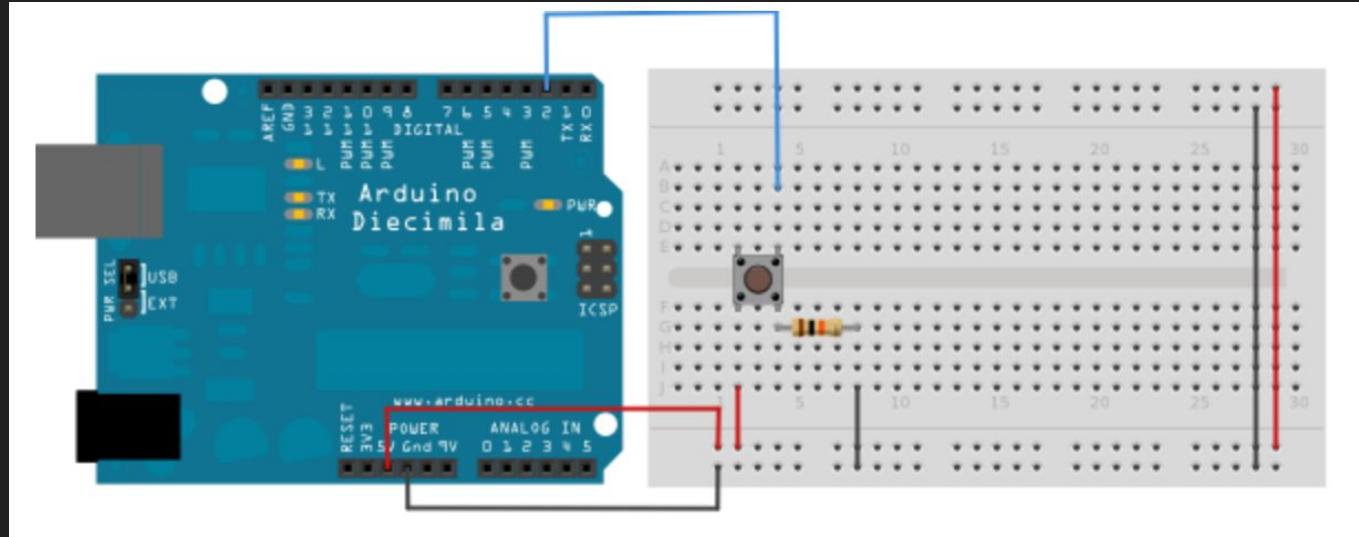 AREF
GND
13
12
11
10
9
8
7
6
5
4
3
2
TX 1
RX 0
DIGITAL
PWM
PWM
PWM
PWM
PWM
PWM
L
TX
RX
Arduino
Diecimila
PWR
1
ICSP
PWR SEL
USB
EXT
www.arduino.cc
POWER
ANALOG IN
RESET
3V3
5V Gnd 9V
0 1 2 3 4 5
1 5 10 15 20 25 30
A
B
C
D
E
F
G
H
I
J
1 5 10 15 20 25 30